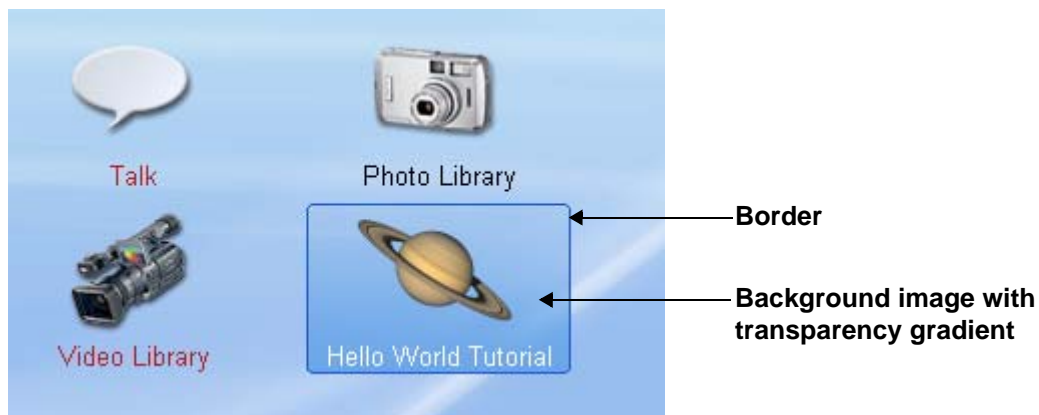 Talk
Photo Library
Border
Background image with
transparency gradient
Video Library
Hello World Tutorial